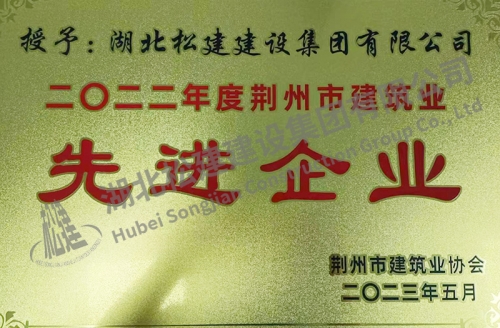 授予：湖北松建建设集团有限公司
二〇二二年度荆州市建筑业
先进企业
荆州市建筑业协会
二〇二三年五月
湖北松建建设集团有限公司
Hubei Songjian Construction Group Co., Ltd.
松建